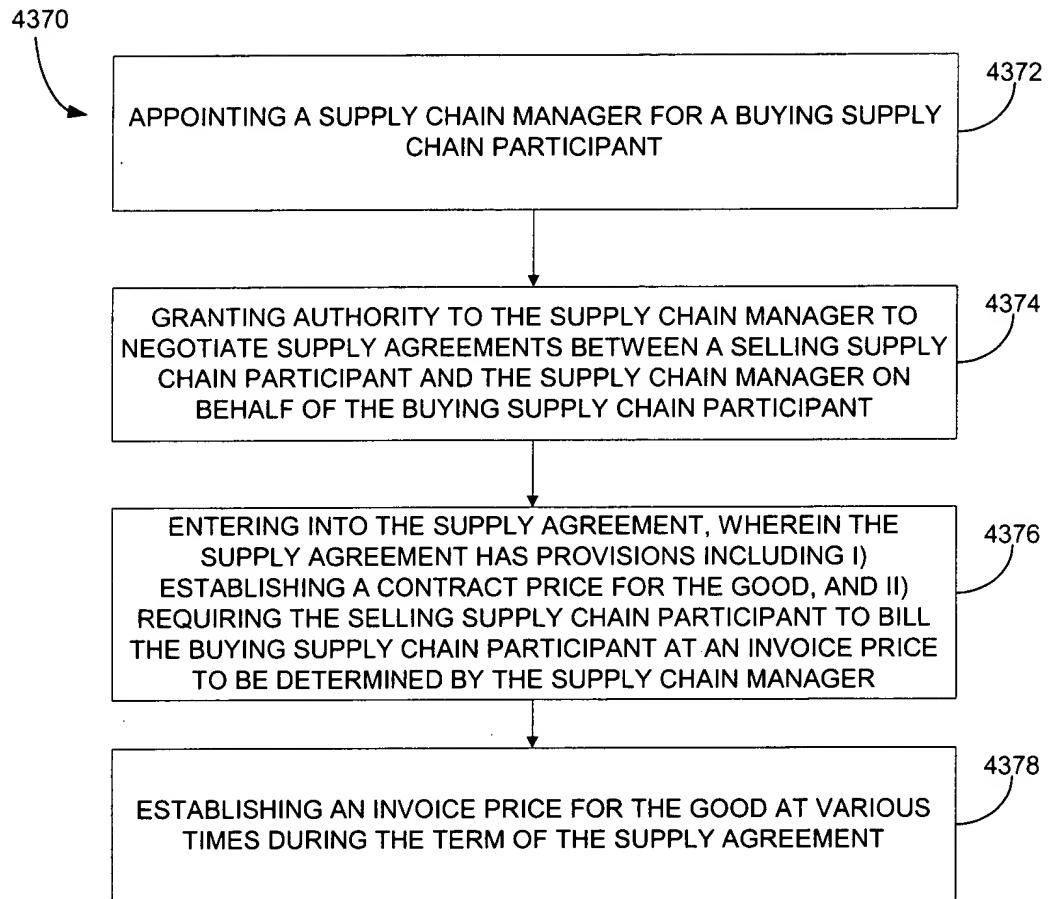 4370
4372
APPOINTING A SUPPLY CHAIN MANAGER FOR A BUYING SUPPLY
CHAIN PARTICIPANT
4374
GRANTING AUTHORITY TO THE SUPPLY CHAIN MANAGER TO
NEGOTIATE SUPPLY AGREEMENTS BETWEEN A SELLING SUPPLY
CHAIN PARTICIPANT AND THE SUPPLY CHAIN MANAGER ON
BEHALF OF THE BUYING SUPPLY CHAIN PARTICIPANT
4376
ENTERING INTO THE SUPPLY AGREEMENT, WHEREIN THE
SUPPLY AGREEMENT HAS PROVISIONS INCLUDING I)
ESTABLISHING A CONTRACT PRICE FOR THE GOOD, AND II)
REQUIRING THE SELLING SUPPLY CHAIN PARTICIPANT TO BILL
THE BUYING SUPPLY CHAIN PARTICIPANT AT AN INVOICE PRICE
TO BE DETERMINED BY THE SUPPLY CHAIN MANAGER
4378
ESTABLISHING AN INVOICE PRICE FOR THE GOOD AT VARIOUS
TIMES DURING THE TERM OF THE SUPPLY AGREEMENT